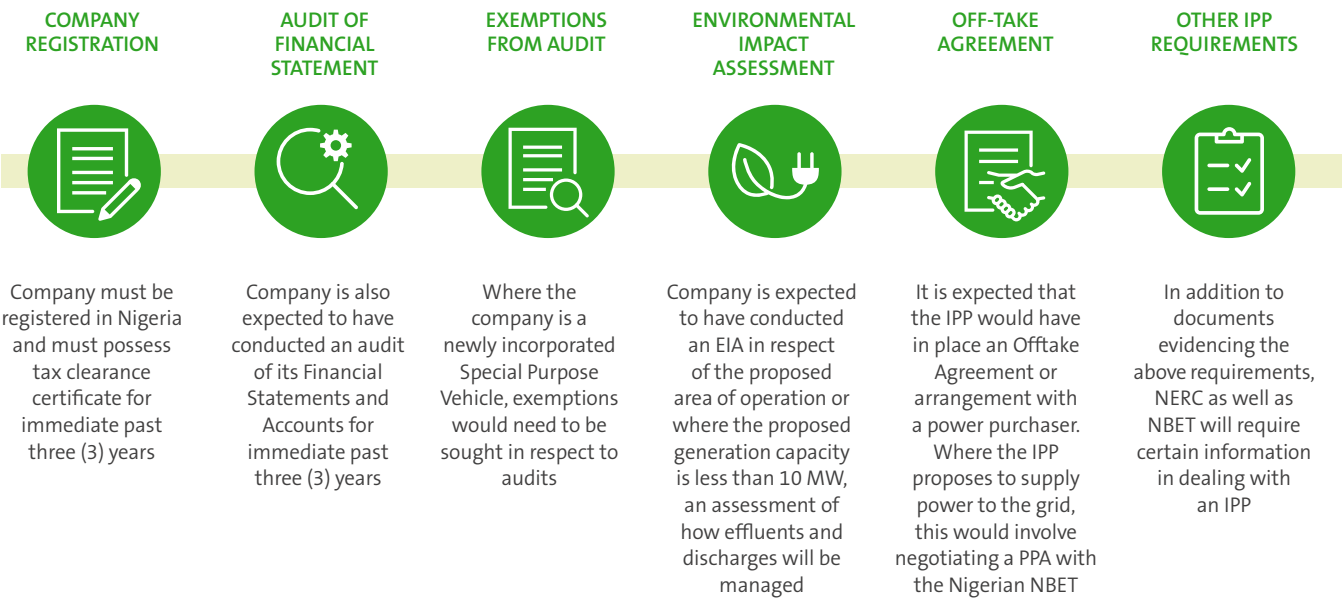 COMPANY
REGISTRATION
Company must be
registered in Nigeria
and must possess
tax clearance
certificate for
immediate past
three (3) years
AUDIT OF
FINANCIAL
STATEMENT
Company is also
expected to have
conducted an audit
of its Financial
Statements and
Accounts for
immediate past
three (3) years
EXEMPTIONS
FROM AUDIT
Where the
company is a
newly incorporated
Special Purpose
Vehicle, exemptions
would need to be
sought in respect to
audits
ENVIRONMENTAL
IMPACT
ASSESSMENT
Company is expected
to have conducted
an EIA in respect
of the proposed
area of operation or
where the proposed
generation capacity
is less than 10 MW,
an assessment of
how effluents and
discharges will be
managed
OFF-TAKE
AGREEMENT
It is expected that
the IPP would have
in place an Offtake
Agreement or
arrangement with
a power purchaser.
Where the IPP
proposes to supply
power to the grid,
this would involve
negotiating a PPA with
the Nigerian NBET
OTHER IPP
REQUIREMENTS
In addition to
documents
evidencing the
above requirements,
NERC as well as
NBET will require
certain information
in dealing with
an IPP